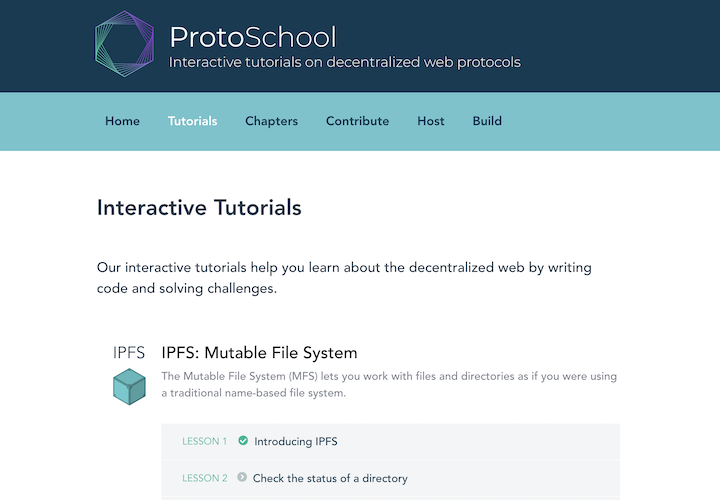 ProtoSchool
Interactive tutorials on decentralized web protocols
Home Tutorials Chapters Contribute Host Build
Interactive Tutorials
Our interactive tutorials help you learn about the decentralized web by writing
code and solving challenges.
IPFS IPFS: Mutable File System
The Mutable File System (MFS) lets you work with files and directories as if you were using
a traditional name-based file system.
LESSON 1 Introducing IPFS
LESSON 2 Check the status of a directory